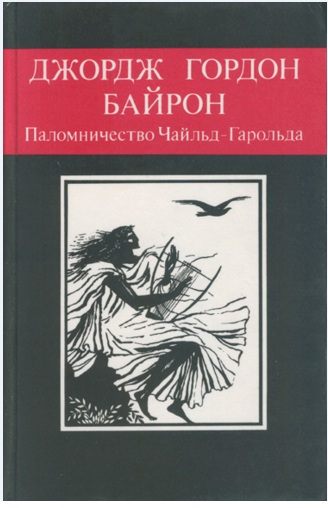 ДЖОРДЖ ГОРДОН
БАЙРОН
Паломничество Чайльд-Гарольда